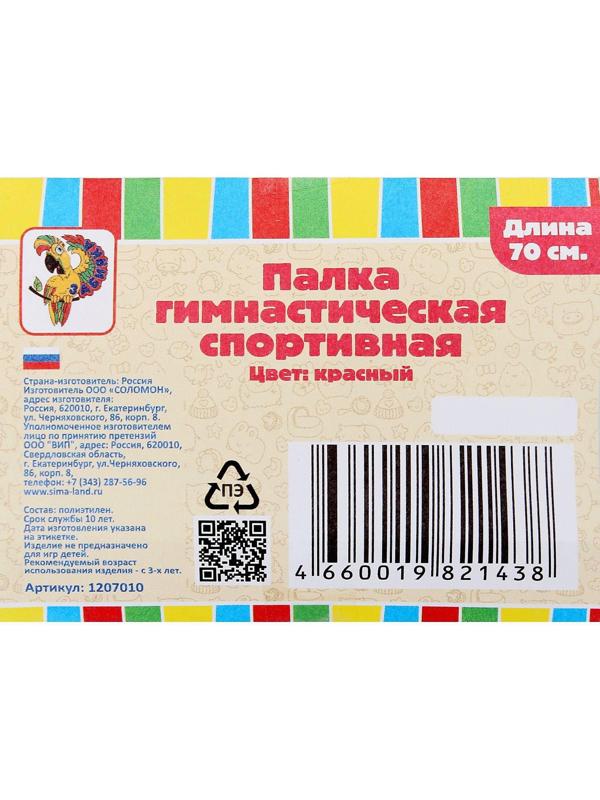 Длина
70 см.
Палка
гимнастическая
спортивная
Цвет: красный
Страна-изготовитель: Россия
Изготовитель ООО «СОЛОМОН»,
адрес изготовителя:
Россия, 620010, г. Екатеринбург,
ул. Черняховского, 86, корп. 8.
Уполномоченное изготовителем
лицо по принятию претензий
ООО "ВИП", адрес: Россия, 620010,
Свердловская область,
г. Екатеринбург, ул.Черняховского,
86, корп. 8,
телефон: +7 (343) 287-56-96
www.sima-land.ru
Состав: полиэтилен.
Срок службы 10 лет.
Дата изготовления указана
на этикетке.
Изделие не предназначено
для игр детей.
Рекомендуемый возраст
использования изделия - с 3-х лет.
Артикул: 1207010
ПЭ
4 660019 821438